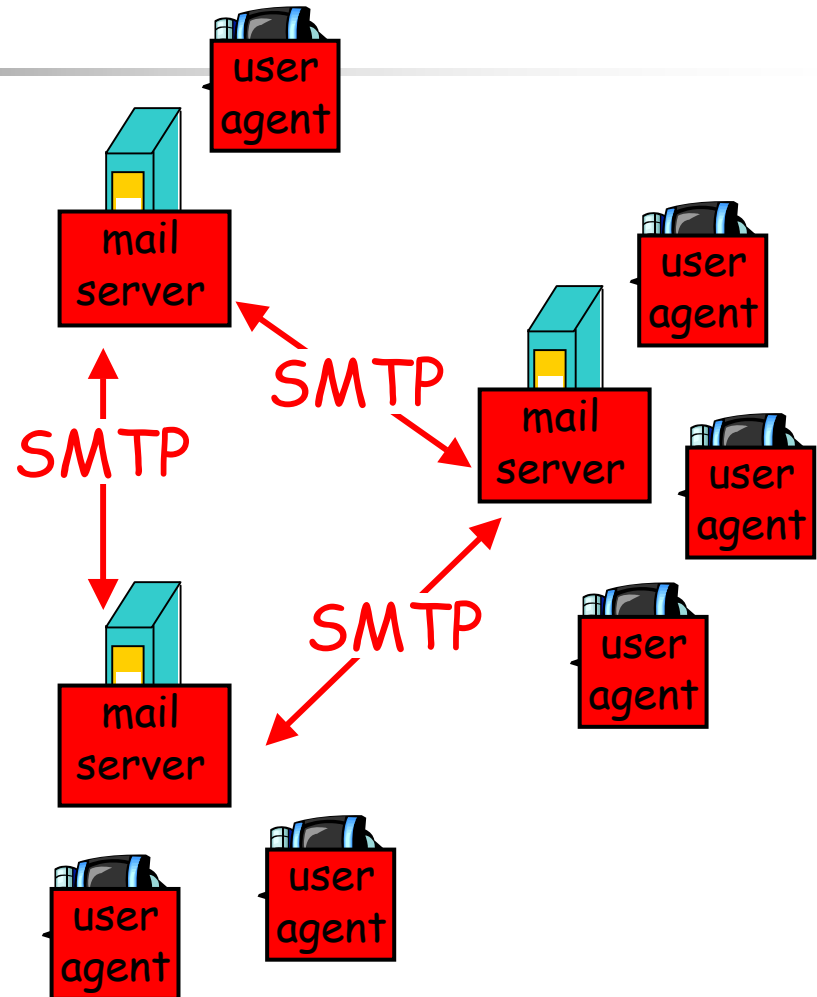 user
agent
mail
server
user
agent
SMTP
mail
server
SMTP
user
agent
SMTP
user
agent
mail
server
user
agent
user
agent